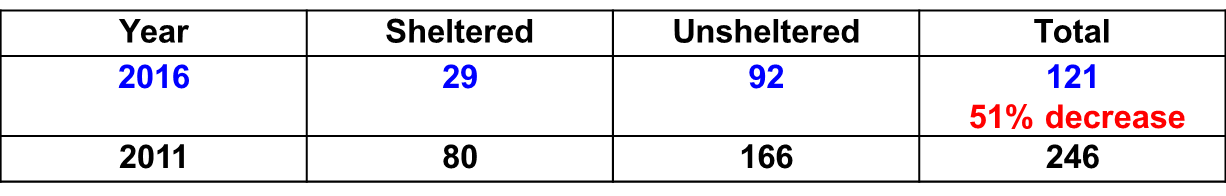 Year Sheltered Unsheltered Total
2016 29 92 121
51% decrease
2011 80 166 246